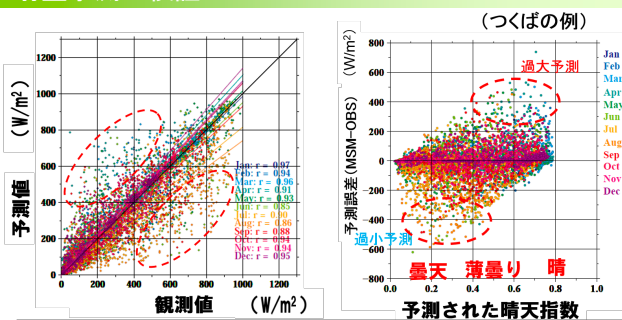 (つくばの例)
(W/m²)
予測値
1200
1000
800
600
400
200
0
0 200 400 600 800 1000 1200
観測値 (W/m²)
Jan: r = 0.97
Feb: r = 0.94
Mar: r = 0.96
Apr: r = 0.91
May: r = 0.93
Jun: r = 0.85
Jul: r = 0.90
Aug: r = 0.86
Sep: r = 0.88
Oct: r = 0.94
Nov: r = 0.94
Dec: r = 0.95
予測誤差(MSM-OBS) (W/m²)
800
600
400
200
0
−200
−400
−600
−800
過大予測
過小予測
曇天 薄曇り 晴
0.0 0.2 0.4 0.6 0.8 1.0
予測された晴天指数
Jan
Feb
Mar
Apr
May
Jun
Jul
Aug
Sep
Oct
Nov
Dec